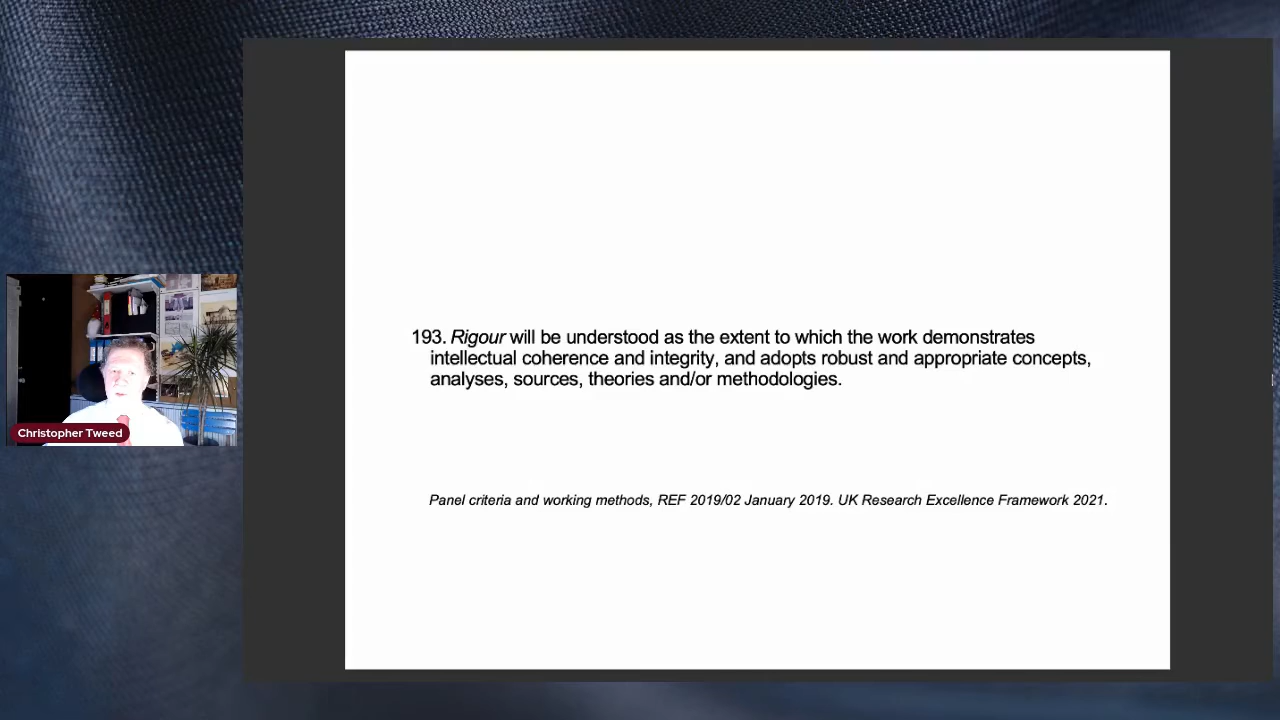 193. Rigour will be understood as the extent to which the work demonstrates
intellectual coherence and integrity, and adopts robust and appropriate concepts,
analyses, sources, theories and/or methodologies.
Christopher Tweed
Panel criteria and working methods, REF 2019/02 January 2019. UK Research Excellence Framework 2021.